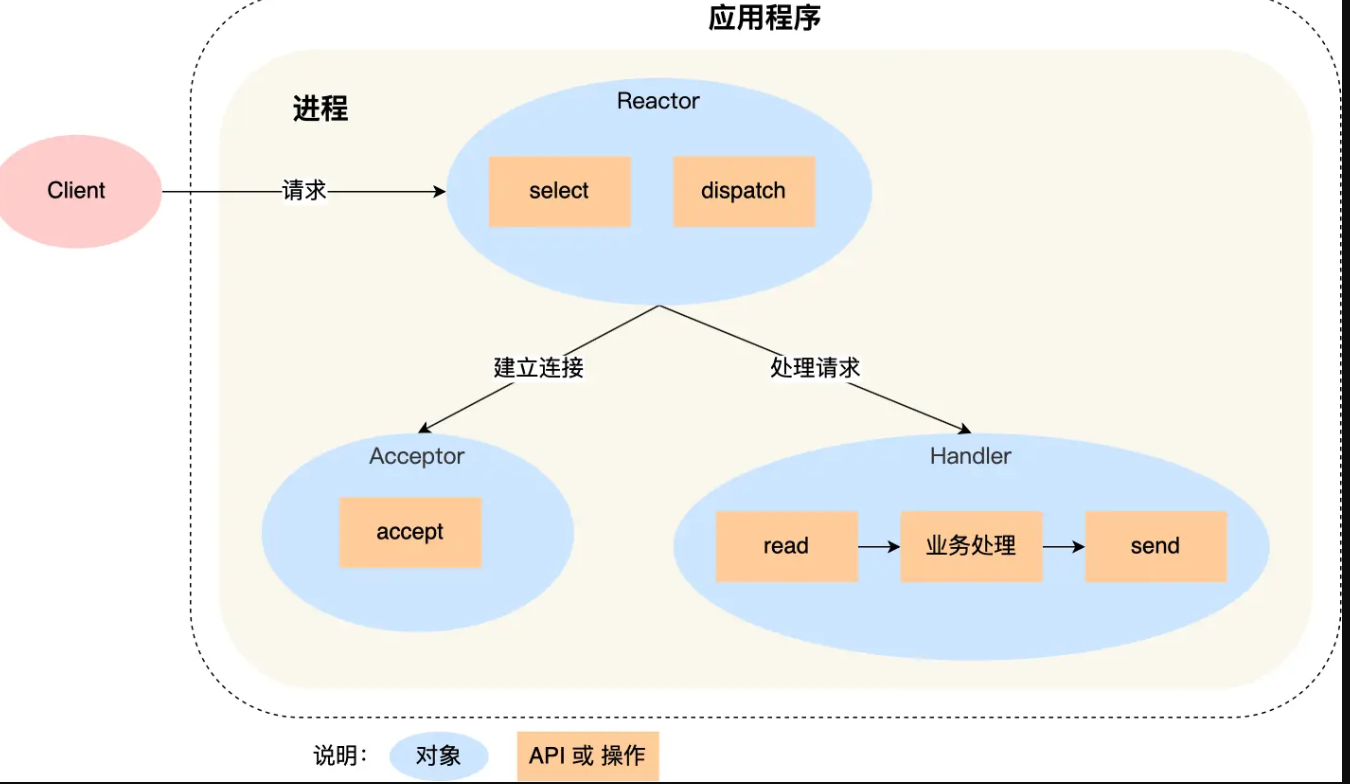 应用程序
进程
Reactor
Client
请求
select
dispatch
建立连接
处理请求
Acceptor
Handler
accept
read
业务处理
send
说明：
对象
API 或 操作